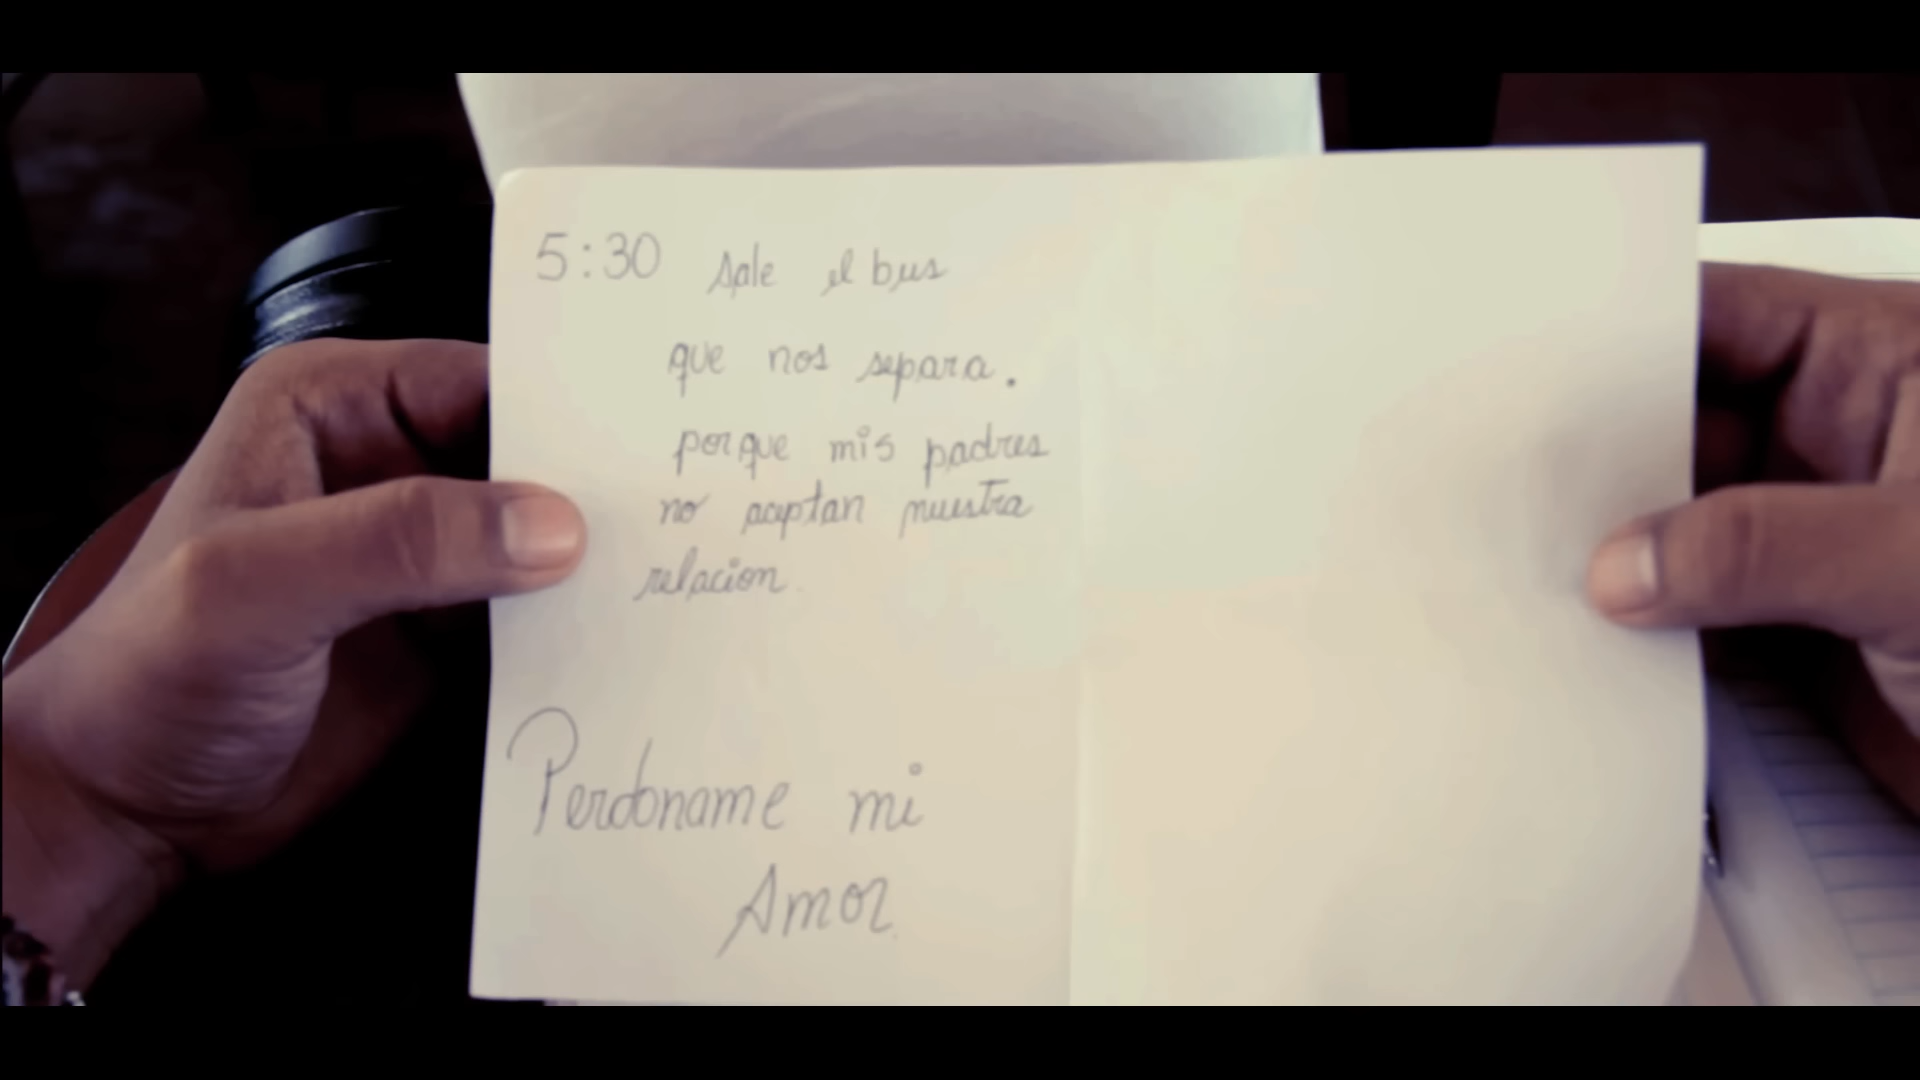 5:30 sale el bus
que nos separa.
porque mis padres
no aceptan nuestra
relacion.
Perdoname mi
Amor.